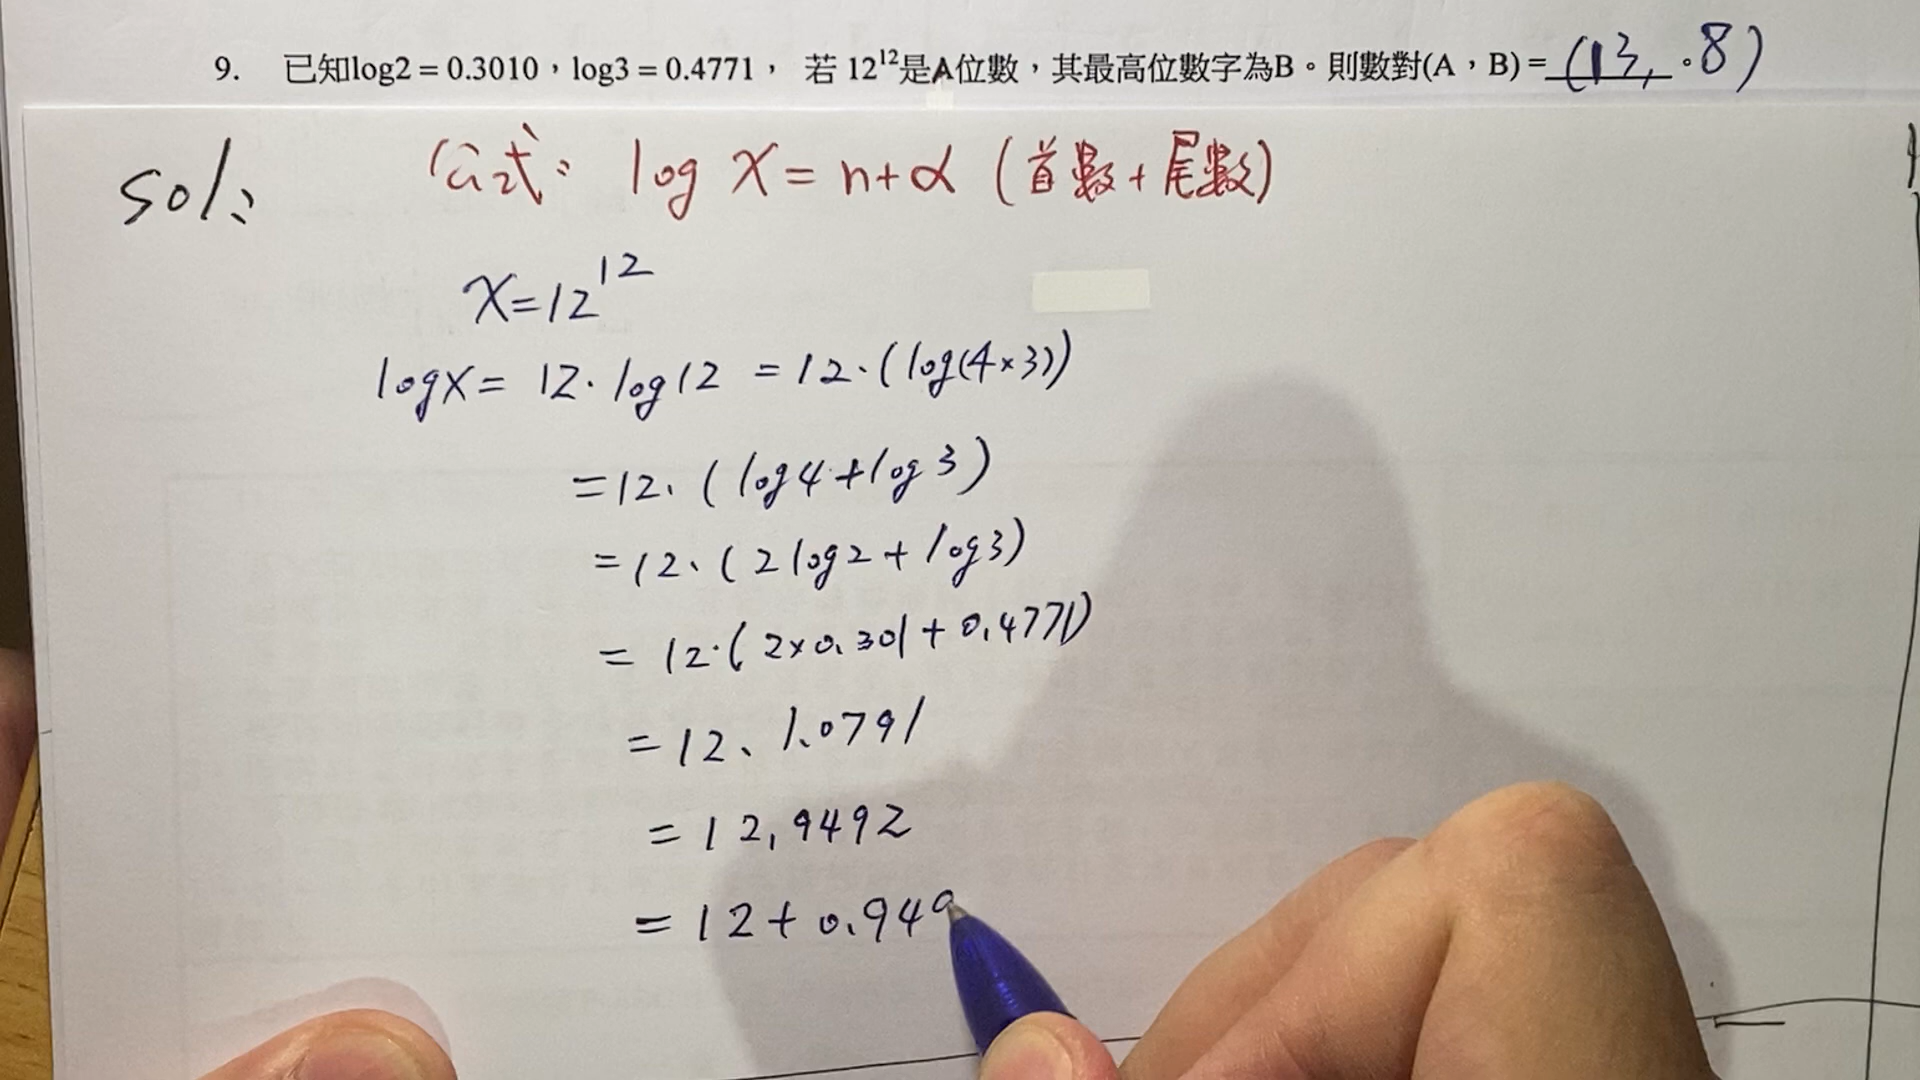 9. 已知log2 = 0.3010，log3 = 0.4771， 若 12¹²是A位數，其最高位數字為B。則數對(A，B) = (13, 8)。
sol: 公式: log X = n+α (首數+尾數)
X=12¹²
logX= 12·log12 = 12·(log(4×3))
=12·(log4+log3)
=12·(2log2+log3)
= 12·(2×0.301+0.4771)
=12·1.0791
=12.9492
=12+0.949